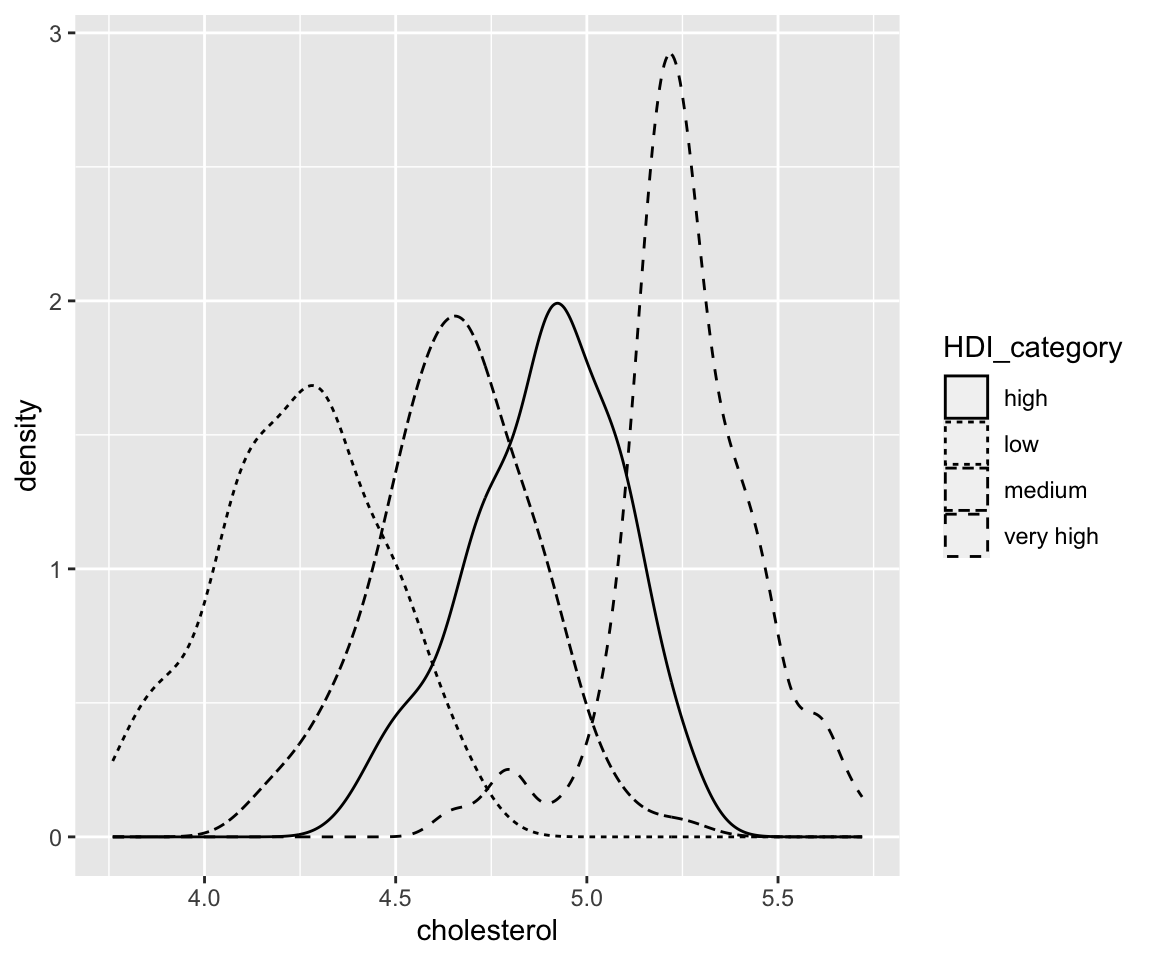 3
2
1
0
density
4.0 4.5 5.0 5.5
cholesterol
HDI_category
high
low
medium
very high